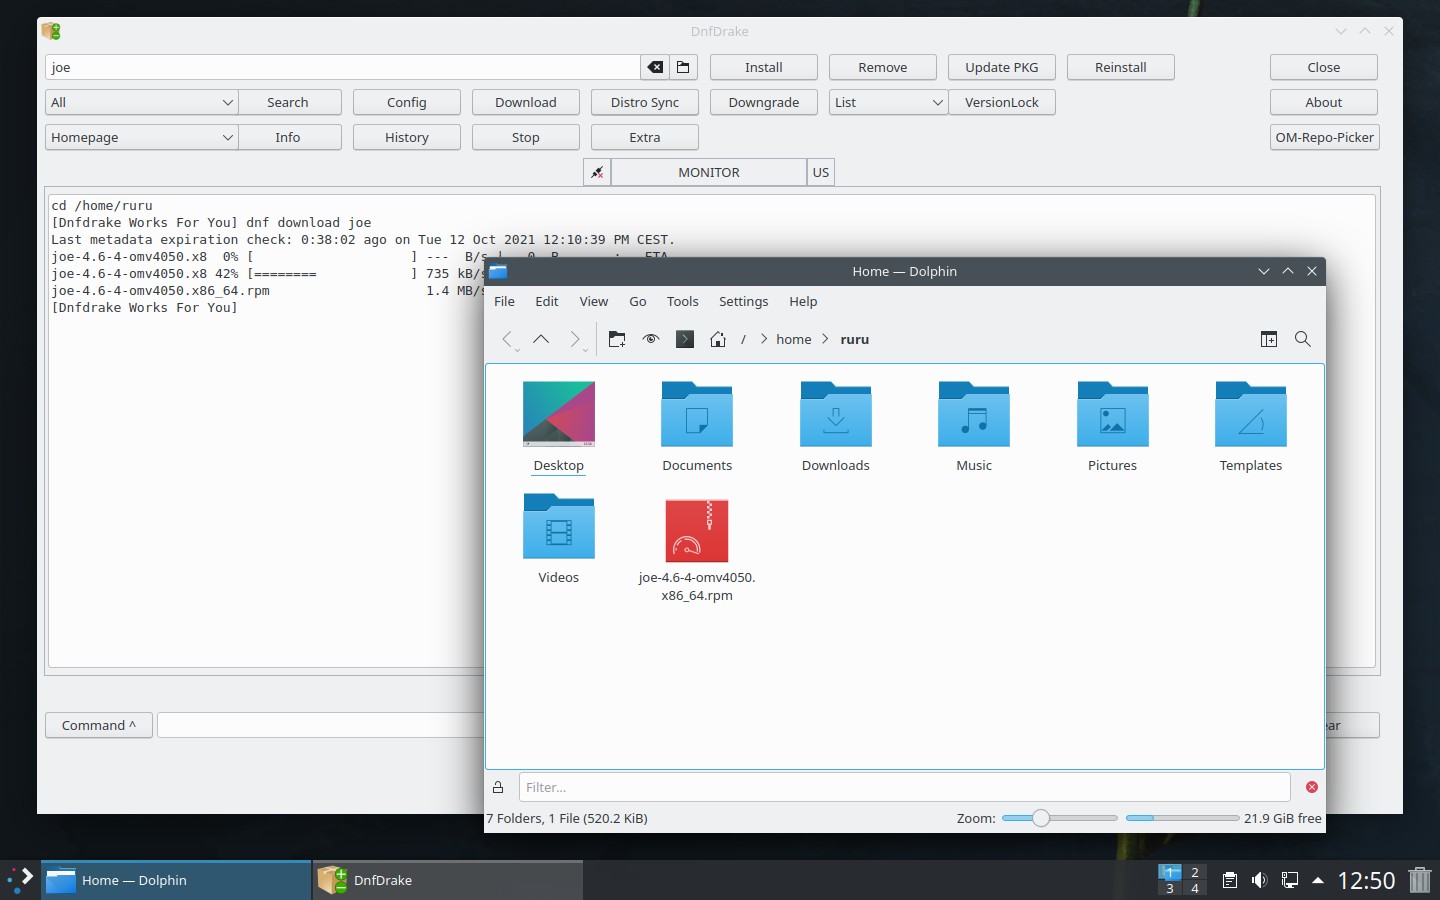 DnfDrake
joe
Install
Remove
Update PKG
Reinstall
Close
All
Search
Config
Download
Distro Sync
Downgrade
List
VersionLock
About
Homepage
Info
History
Stop
Extra
OM-Repo-Picker
MONITOR
US
cd /home/ruru
[Dnfdrake Works For You] dnf download joe
Last metadata expiration check: 0:38:02 ago on Tue 12 Oct 2021 12:10:39 PM CEST.
joe-4.6-4-omv4050.x8  0% [                    ] ---  B/s |   0  B     --:-- ETA
joe-4.6-4-omv4050.x8 42% [========            ] 735 kB/s
joe-4.6-4-omv4050.x86_64.rpm                    1.4 MB/s
[Dnfdrake Works For You]
Home — Dolphin
File Edit View Go Tools Settings Help
/ > home > ruru
Desktop
Documents
Downloads
Music
Pictures
Templates
Videos
joe-4.6-4-omv4050.
x86_64.rpm
Command ^
ear
Filter...
7 Folders, 1 File (520.2 KiB)
Zoom:
21.9 GiB free
Home — Dolphin
DnfDrake
1 2
3 4
12:50